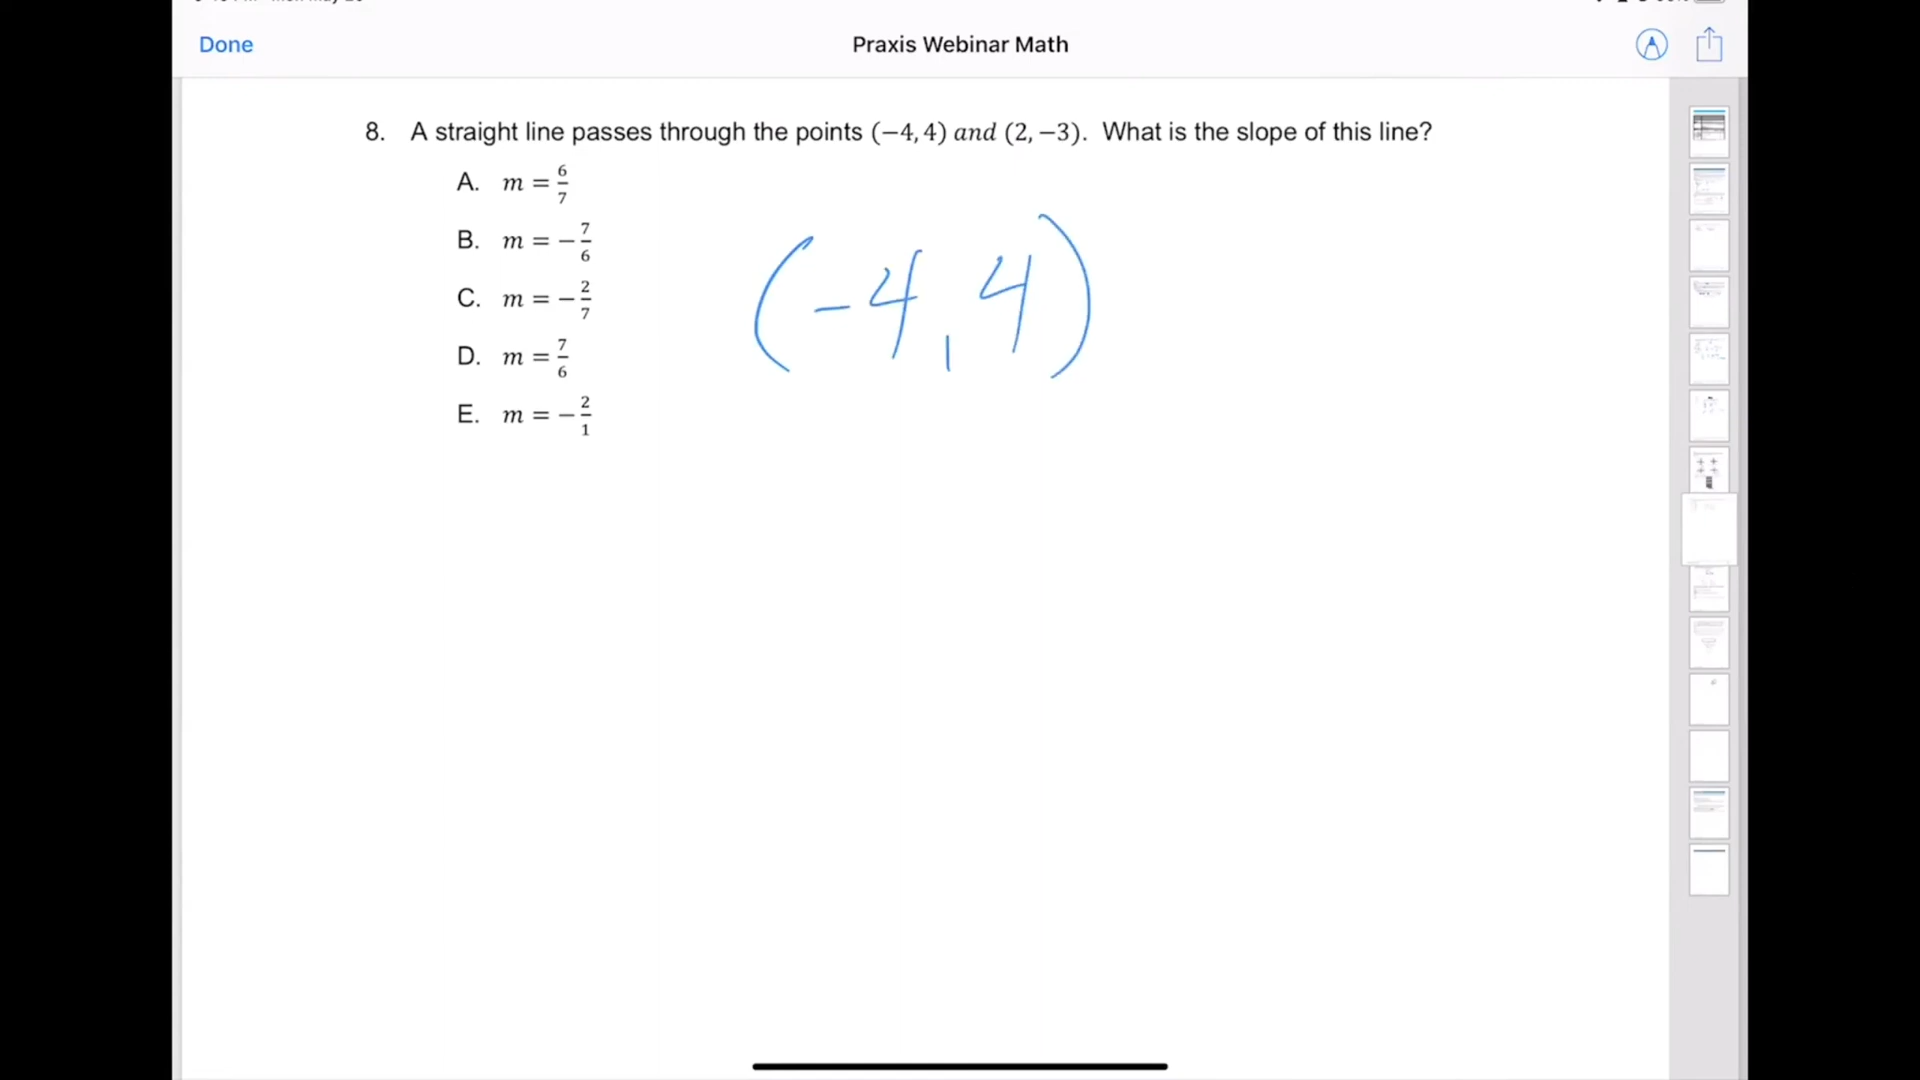 Done
Praxis Webinar Math
8. A straight line passes through the points (−4, 4) and (2, −3). What is the slope of this line?
A. m = 6/7
B. m = − 7/6
C. m = − 2/7
D. m = 7/6
E. m = − 2/1
(-4, 4)